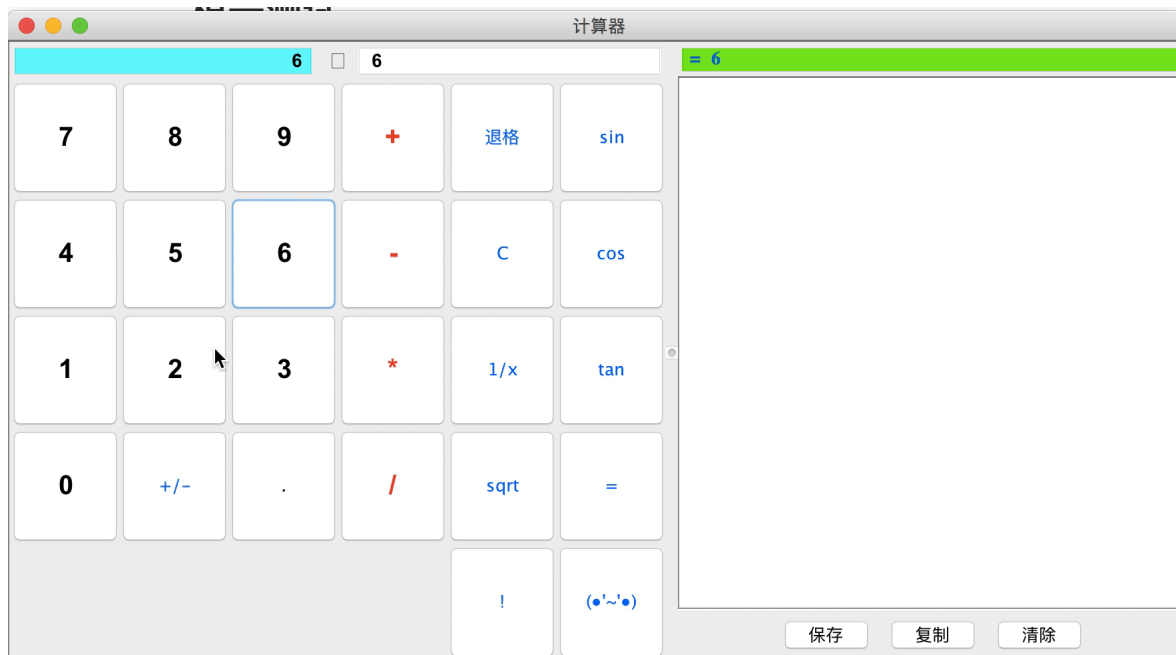 计算器
6 6 = 6
7 8 9 + 退格 sin
4 5 6 - C cos
1 2 3 * 1/x tan
0 +/- . / sqrt =
! (●'~'●)
保存 复制 清除